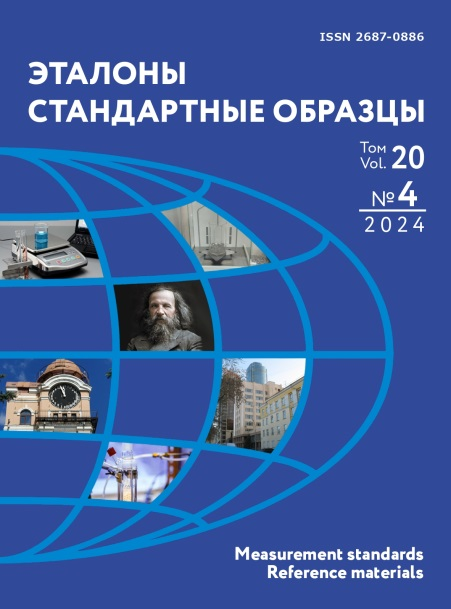 ISSN 2687-0886
ЭТАЛОНЫ
СТАНДАРТНЫЕ ОБРАЗЦЫ
Том
Vol. 20
№4
2024
Measurement standards
Reference materials